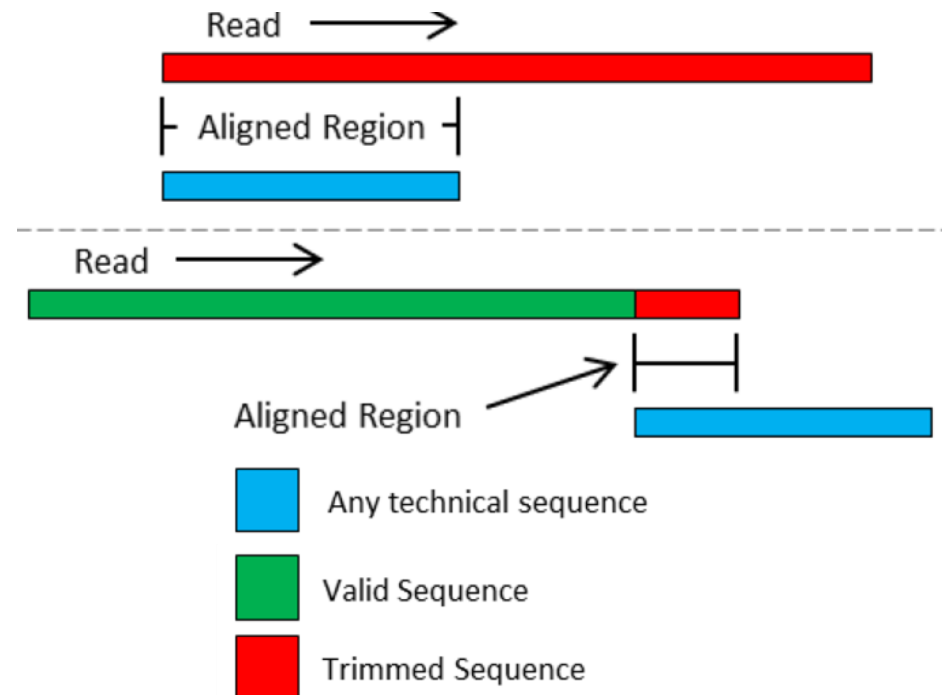 Read
Aligned Region
Read
Aligned Region
Any technical sequence
Valid Sequence
Trimmed Sequence